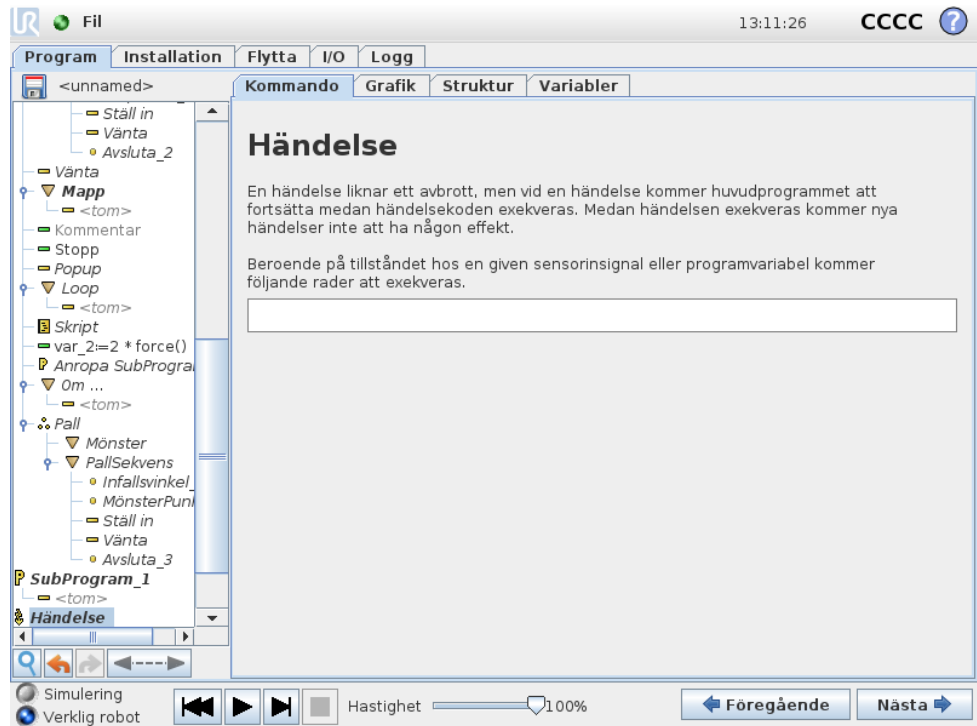 UR Fil 13:11:26 CCCC ?
Program Installation Flytta I/O Logg
<unnamed>
Kommando Grafik Struktur Variabler
Ställ in
Vänta
Avsluta_2
Vänta
Mapp
<tom>
Kommentar
Stopp
Popup
Loop
<tom>
Skript
var_2:=2 * force()
Anropa SubProgra
Om ...
<tom>
Pall
Mönster
PallSekvens
Infallsvinkel_
MönsterPun
Ställ in
Vänta
Avsluta_3
SubProgram_1
<tom>
Händelse
Händelse
En händelse liknar ett avbrott, men vid en händelse kommer huvudprogrammet att
fortsätta medan händelsekoden exekveras. Medan händelsen exekveras kommer nya
händelser inte att ha någon effekt.
Beroende på tillståndet hos en given sensorinsignal eller programvariabel kommer
följande rader att exekveras.
Simulering
Verklig robot
Hastighet 100%
Föregående Nästa